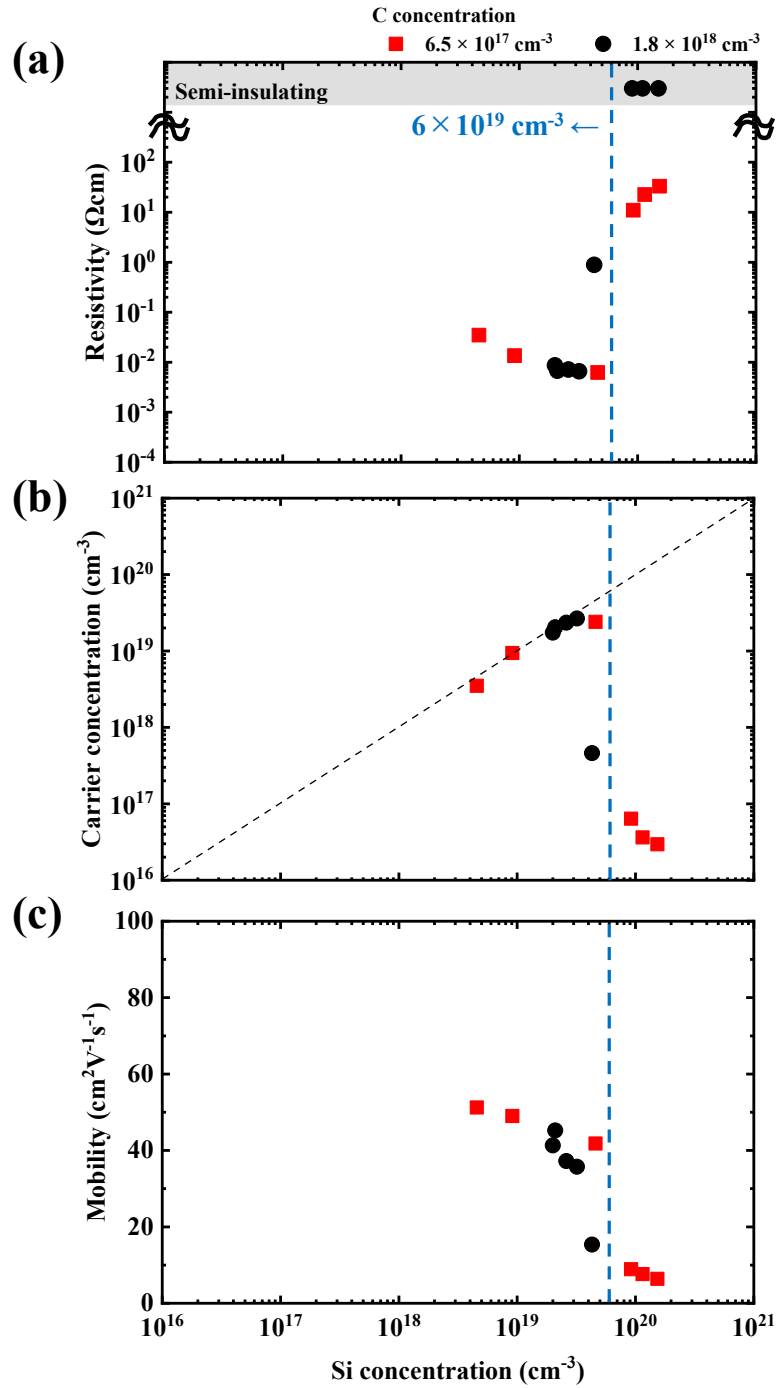 C concentration
6.5 × 10¹⁷ cm⁻³ 1.8 × 10¹⁸ cm⁻³
(a)
Semi-insulating
6×10¹⁹ cm⁻³ ←
10²
10¹
10⁰
10⁻¹
10⁻²
10⁻³
10⁻⁴
Resistivity (Ωcm)
(b)
10²¹
10²⁰
10¹⁹
10¹⁸
10¹⁷
10¹⁶
Carrier concentration (cm⁻³)
(c)
100
80
60
40
20
0
Mobility (cm²V⁻¹s⁻¹)
10¹⁶ 10¹⁷ 10¹⁸ 10¹⁹ 10²⁰ 10²¹
Si concentration (cm⁻³)